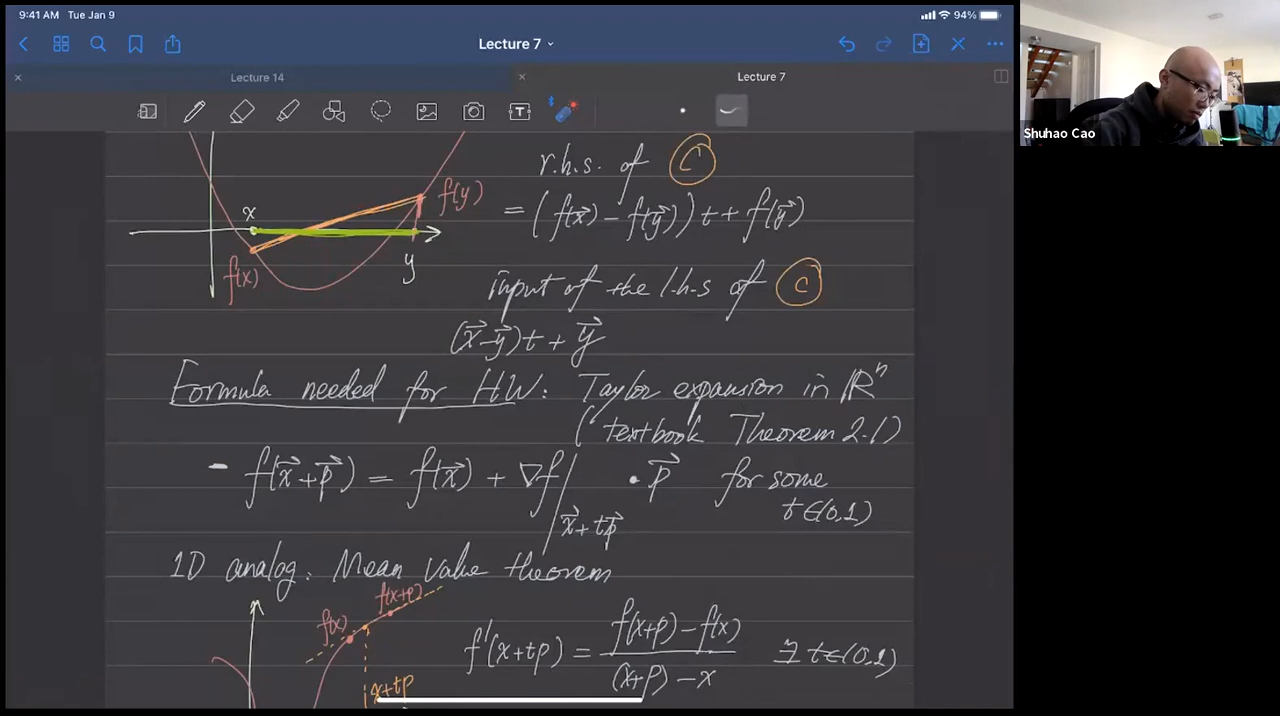 9:41 AM Tue Jan 9
94%
Lecture 7
Lecture 14
Lecture 7
Shuhao Cao
x
f(y)
f(x)
y
r.h.s. of Ⓒ
= (f(x⃗) − f(y⃗)) t + f(y⃗)
input of the l.h.s of Ⓒ
(x⃗−y⃗)t + y⃗
Formula needed for HW: Taylor expansion in ℝⁿ
(textbook Theorem 2.1)
- f(x⃗+p⃗) = f(x⃗) + ∇f|x⃗+tp⃗ • p⃗ for some
t∈(0,1)
1D analog: Mean value theorem
f(x+p)
f(x)
x+tp
f'(x+tp) = (f(x+p) − f(x)) / ((x+p) − x) ∃ t∈(0,1)